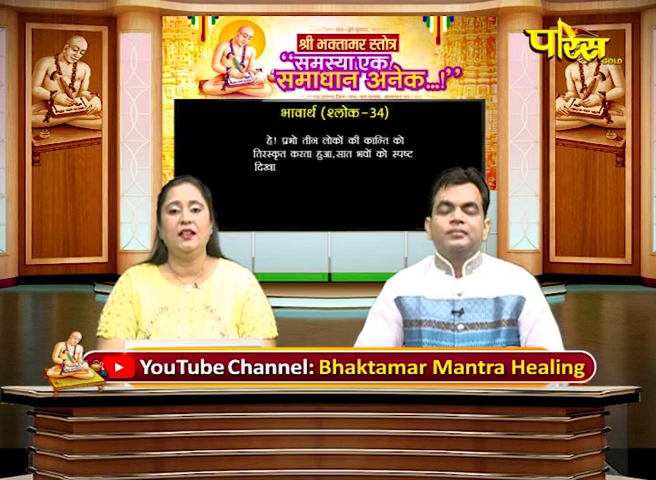 श्री भक्तामर स्तोत्र
“समस्या एक
समाधान अनेक...!”
पारस
GOLD
भावार्थ (श्लोक-34)
हे! प्रभो तीन लोकों की कान्ति को
तिरस्कृत करता हुआ,सात भवों को स्पष्ट
दिखा
YouTube Channel: Bhaktamar Mantra Healing